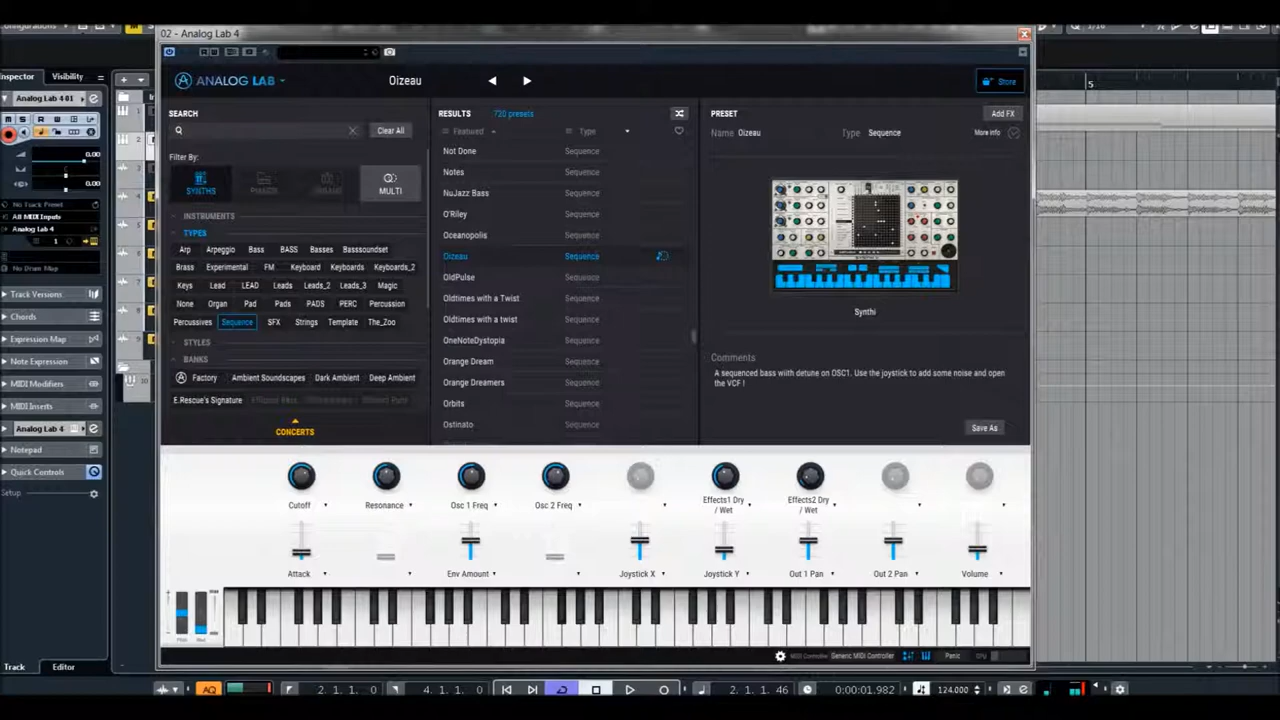 02 - Analog Lab 4
Inspector Visibility
Analog Lab 4 01
0.00
0.00
No Track Preset
All MIDI Inputs
Analog Lab 4
1
No Drum Map
Track Versions
Chords
Expression Map
Note Expression
MIDI Modifiers
MIDI Inserts
Analog Lab 4
Notepad
Quick Controls
Setup
Track Editor
ANALOG LAB
Oizeau
Store
SEARCH
Clear All
Filter By:
SYNTHS
MULTI
INSTRUMENTS
TYPES
Arp Arpeggio Bass BASS Basses Basssoundset
Brass Experimental FM Keyboard Keyboards Keyboards_2
Keys Lead LEAD Leads Leads_2 Leads_3 Magic
None Organ Pad Pads PADS PERC Percussion
Percussives Sequence SFX Strings Template The_Zoo
STYLES
BANKS
Factory Ambient Soundscapes Dark Ambient Deep Ambient
E.Rescue's Signature
CONCERTS
RESULTS 720 presets
Featured Type
Not Done Sequence
Notes Sequence
NuJazz Bass Sequence
O'Riley Sequence
Oceanopolis Sequence
Oizeau Sequence
OldPulse Sequence
Oldtimes with a Twist Sequence
Oldtimes with a twist Sequence
OneNoteDystopia Sequence
Orange Dream Sequence
Orange Dreamers Sequence
Orbits Sequence
Ostinato Sequence
PRESET Add FX
Name Oizeau Type Sequence More info
Synthi
Comments
A sequenced bass wiith detune on OSC1. Use the joystick to add some noise and open
the VCF !
Save As
Cutoff Resonance Osc 1 Freq Osc 2 Freq Effects1 Dry / Wet Effects2 Dry / Wet
Attack Env Amount Joystick X Joystick Y Out 1 Pan Out 2 Pan Volume
MIDI Controller Generic MIDI Controller Panic CPU
5
AQ 2. 1. 1. 0 4. 1. 1. 0 2. 1. 1. 46 0:00:01.982 124.000